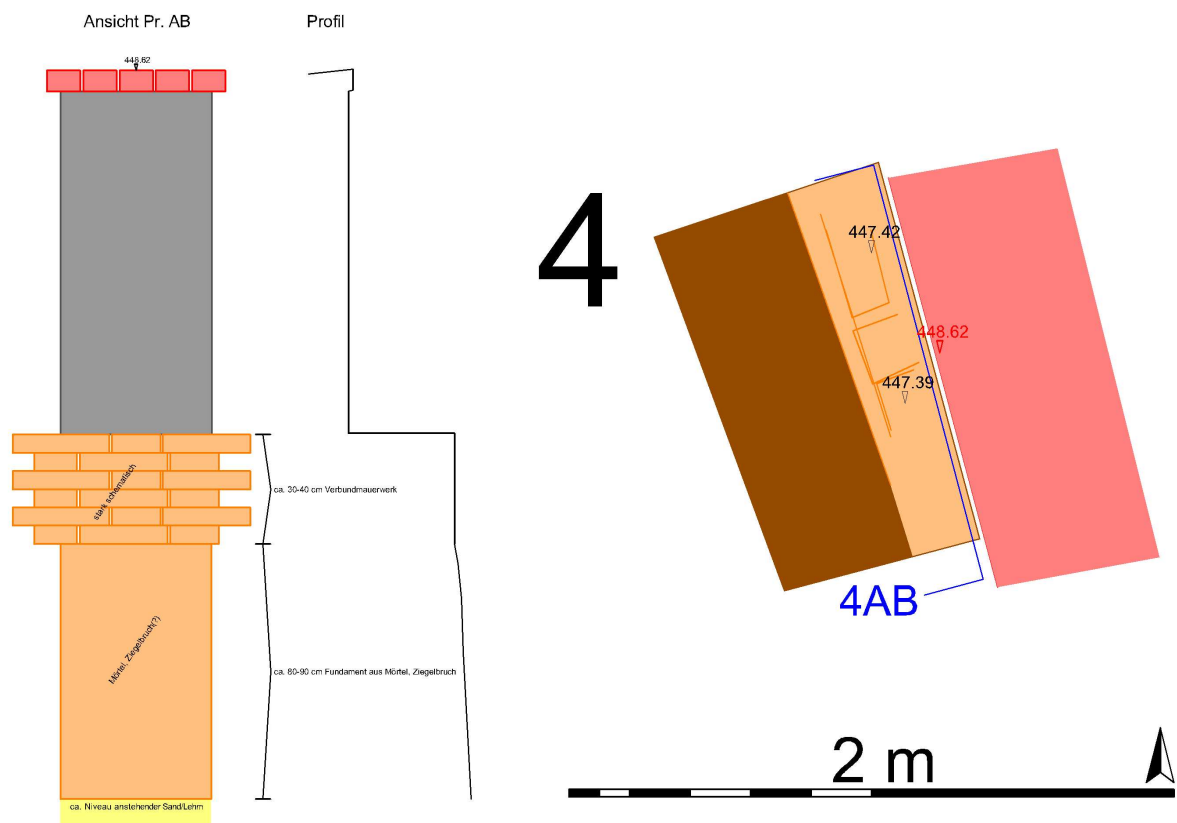 Ansicht Pr. AB
Profil
448.62
4
447.42
448.62
447.39
stark schematisch
ca. 30-40 cm Verbundmauerwerk
4AB
Mörtel, Ziegelbruch(?)
ca. 80-90 cm Fundament aus Mörtel, Ziegelbruch
2 m
ca. Niveau anstehender Sand/Lehm